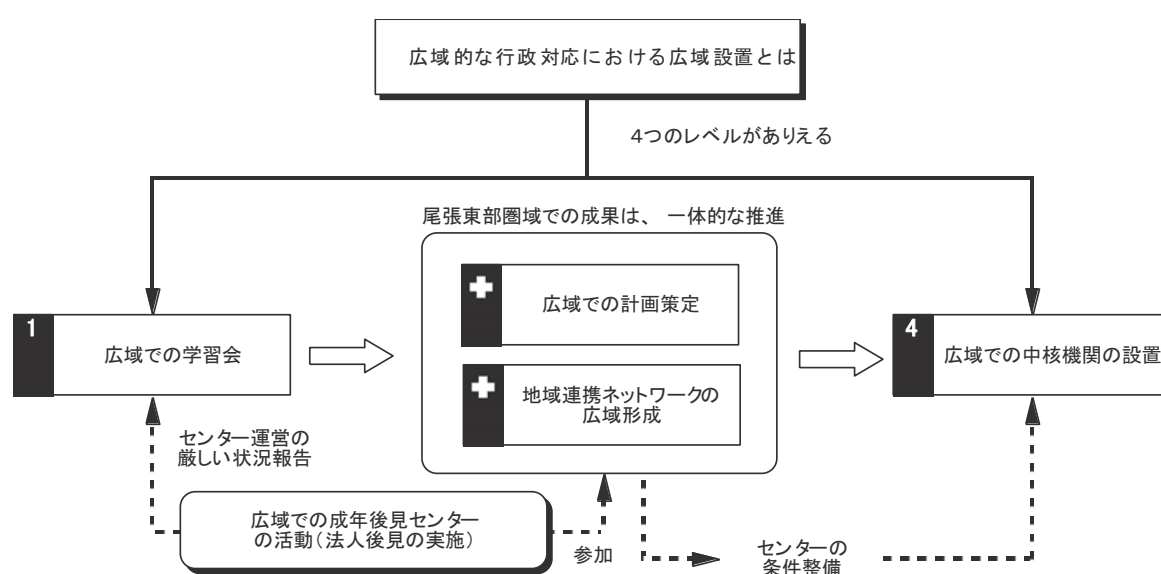 広域的な行政対応における広域設置とは
4つのレベルがありえる
尾張東部圏域での成果は、一体的な推進
広域での計画策定
1
広域での学習会
4
広域での中核機関の設置
地域連携ネットワークの
広域形成
センター運営の
厳しい状況報告
広域での成年後見センター
の活動(法人後見の実施)
参加
センターの
条件整備